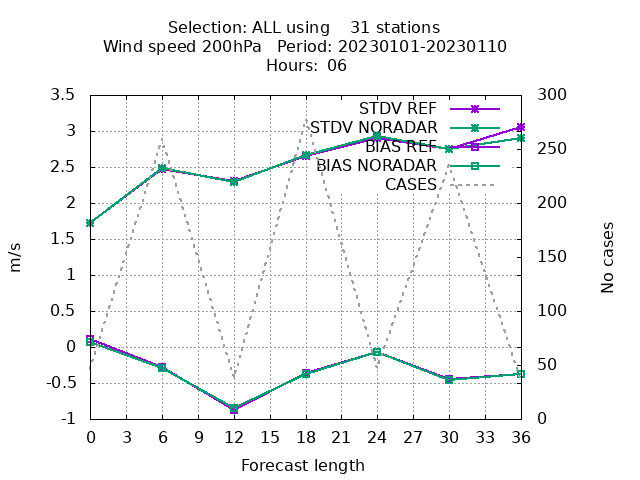 Selection: ALL using 31 stations
Wind speed 200hPa Period: 20230101-20230110
Hours: 06
3.5
3
2.5
2
1.5
1
0.5
0
-0.5
-1
m/s
300
250
200
150
100
50
0
No cases
STDV REF
STDV NORADAR
BIAS REF
BIAS NORADAR
CASES
0 3 6 9 12 15 18 21 24 27 30 33 36
Forecast length